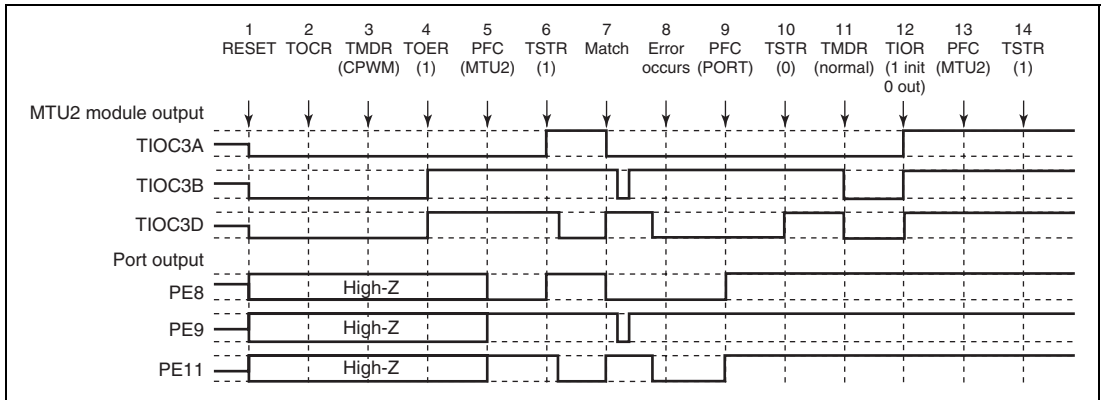 1 2 3 4 5 6 7 8 9 10 11 12 13 14
RESET TOCR TMDR TOER PFC TSTR Match Error PFC TSTR TMDR TIOR PFC TSTR
(CPWM) (1) (MTU2) (1) occurs (PORT) (0) (normal) (1 init (MTU2) (1)
0 out)
MTU2 module output
TIOC3A
TIOC3B
TIOC3D
Port output
PE8 High-Z
PE9 High-Z
PE11 High-Z